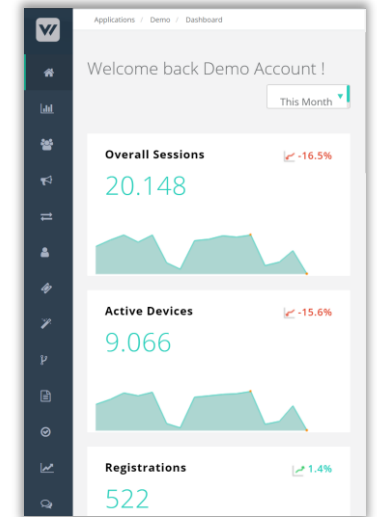 Applications / Demo / Dashboard
Welcome back Demo Account !
This Month
Overall Sessions
-16.5%
20.148
Active Devices
-15.6%
9.066
Registrations
1.4%
522